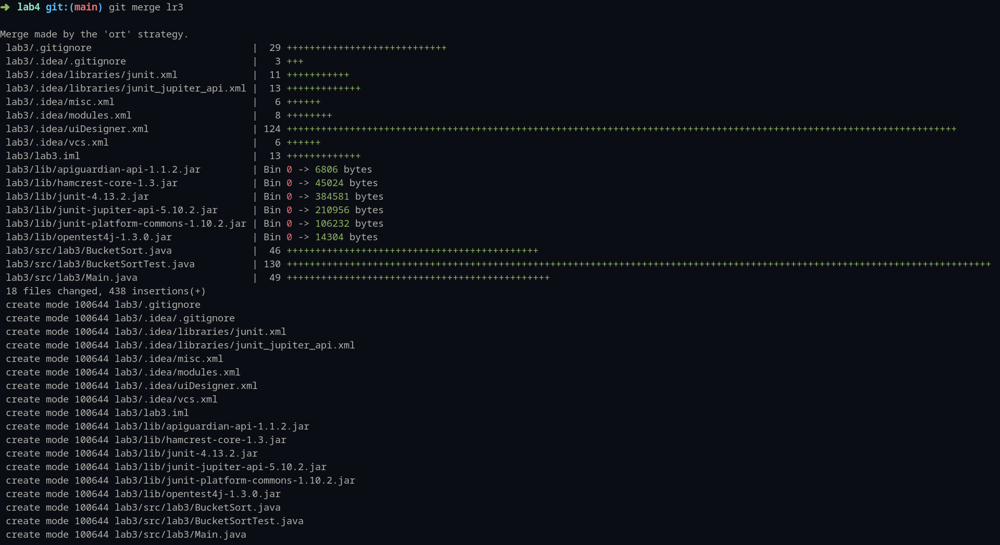 ➜ lab4 git:(main) git merge lr3
Merge made by the 'ort' strategy.
lab3/.gitignore | 29 ++++++++++++++++++++++++++++
lab3/.idea/.gitignore | 3 +++
lab3/.idea/libraries/junit.xml | 11 +++++++++++
lab3/.idea/libraries/junit_jupiter_api.xml | 13 +++++++++++++
lab3/.idea/misc.xml | 6 ++++++
lab3/.idea/modules.xml | 8 ++++++++
lab3/.idea/uiDesigner.xml | 124 +++++++++++++++++++++++++++++++++++++++++++++++++++++++++++++++++++++++++++++++++++++++++++++++++++++++++++++++++++++
lab3/.idea/vcs.xml | 6 ++++++
lab3/lab3.iml | 13 +++++++++++++
lab3/lib/apiguardian-api-1.1.2.jar | Bin 0 -> 6806 bytes
lab3/lib/hamcrest-core-1.3.jar | Bin 0 -> 45024 bytes
lab3/lib/junit-4.13.2.jar | Bin 0 -> 384581 bytes
lab3/lib/junit-jupiter-api-5.10.2.jar | Bin 0 -> 210956 bytes
lab3/lib/junit-platform-commons-1.10.2.jar | Bin 0 -> 106232 bytes
lab3/lib/opentest4j-1.3.0.jar | Bin 0 -> 14304 bytes
lab3/src/lab3/BucketSort.java | 46 ++++++++++++++++++++++++++++++++++++++++++++
lab3/src/lab3/BucketSortTest.java | 130 +++++++++++++++++++++++++++++++++++++++++++++++++++++++++++++++++++++++++++++++++++++++++++++++++++++++++++++++++++++++++++
lab3/src/lab3/Main.java | 49 ++++++++++++++++++++++++++++++++++++++++++++++
18 files changed, 438 insertions(+)
create mode 100644 lab3/.gitignore
create mode 100644 lab3/.idea/.gitignore
create mode 100644 lab3/.idea/libraries/junit.xml
create mode 100644 lab3/.idea/libraries/junit_jupiter_api.xml
create mode 100644 lab3/.idea/misc.xml
create mode 100644 lab3/.idea/modules.xml
create mode 100644 lab3/.idea/uiDesigner.xml
create mode 100644 lab3/.idea/vcs.xml
create mode 100644 lab3/lab3.iml
create mode 100644 lab3/lib/apiguardian-api-1.1.2.jar
create mode 100644 lab3/lib/hamcrest-core-1.3.jar
create mode 100644 lab3/lib/junit-4.13.2.jar
create mode 100644 lab3/lib/junit-jupiter-api-5.10.2.jar
create mode 100644 lab3/lib/junit-platform-commons-1.10.2.jar
create mode 100644 lab3/lib/opentest4j-1.3.0.jar
create mode 100644 lab3/src/lab3/BucketSort.java
create mode 100644 lab3/src/lab3/BucketSortTest.java
create mode 100644 lab3/src/lab3/Main.java